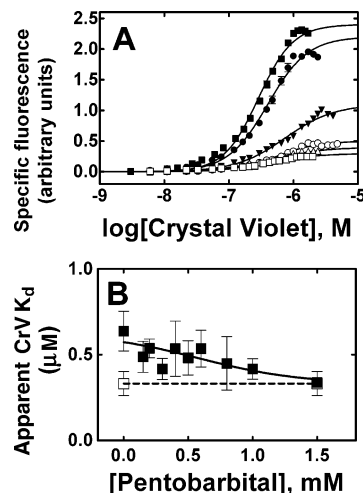 A
Specific fluorescence
(arbitrary units)
2.5
2.0
1.5
1.0
0.5
0.0
-9 -8 -7 -6 -5
log[Crystal Violet], M
B
Apparent CrV Kd
(μM)
1.0
0.5
0.0
0.0 0.5 1.0 1.5
[Pentobarbital], mM